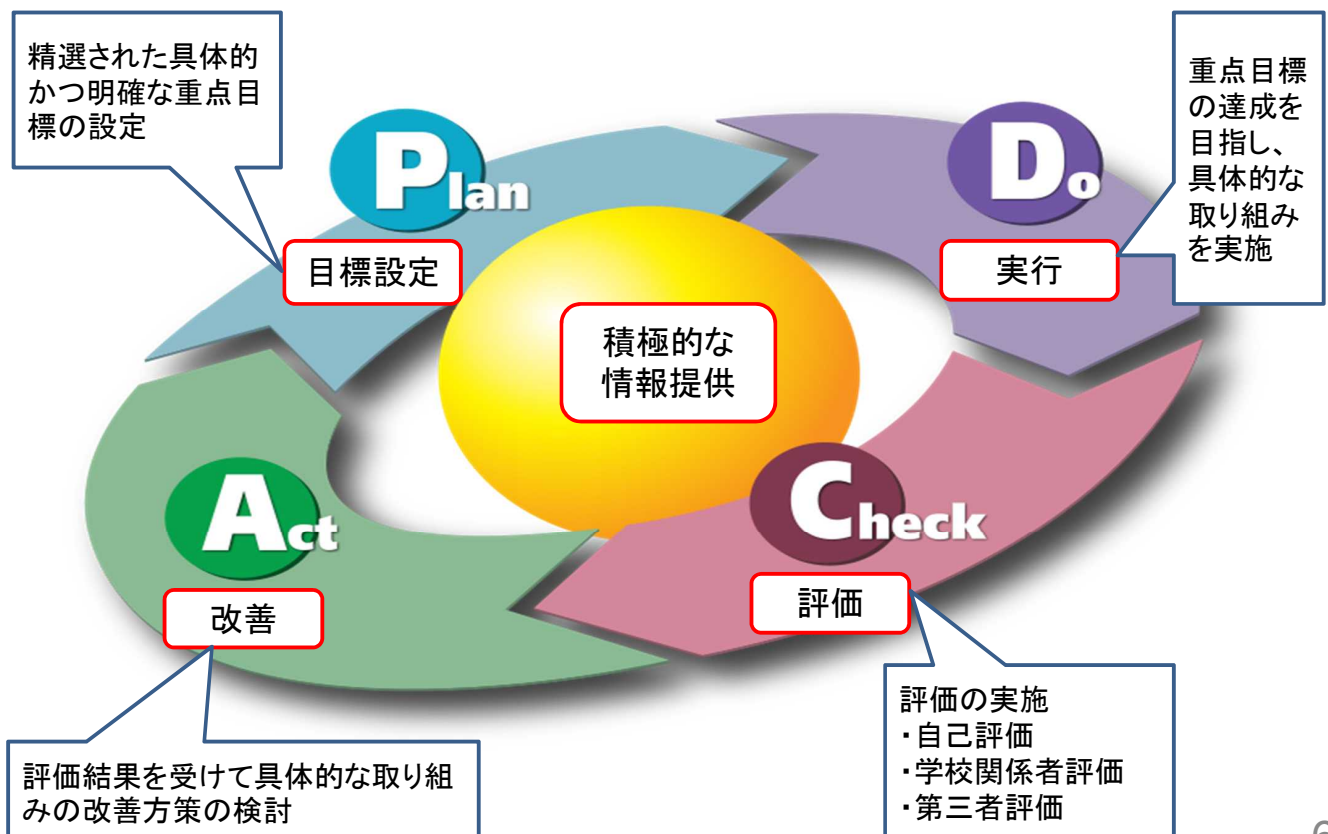 精選された具体的
かつ明確な重点目
標の設定
Plan
目標設定
Do
実行
重点目標
の達成を
目指し、
具体的な
取り組み
を実施
積極的な
情報提供
Check
評価
評価の実施
・自己評価
・学校関係者評価
・第三者評価
Act
改善
評価結果を受けて具体的な取り組
みの改善方策の検討